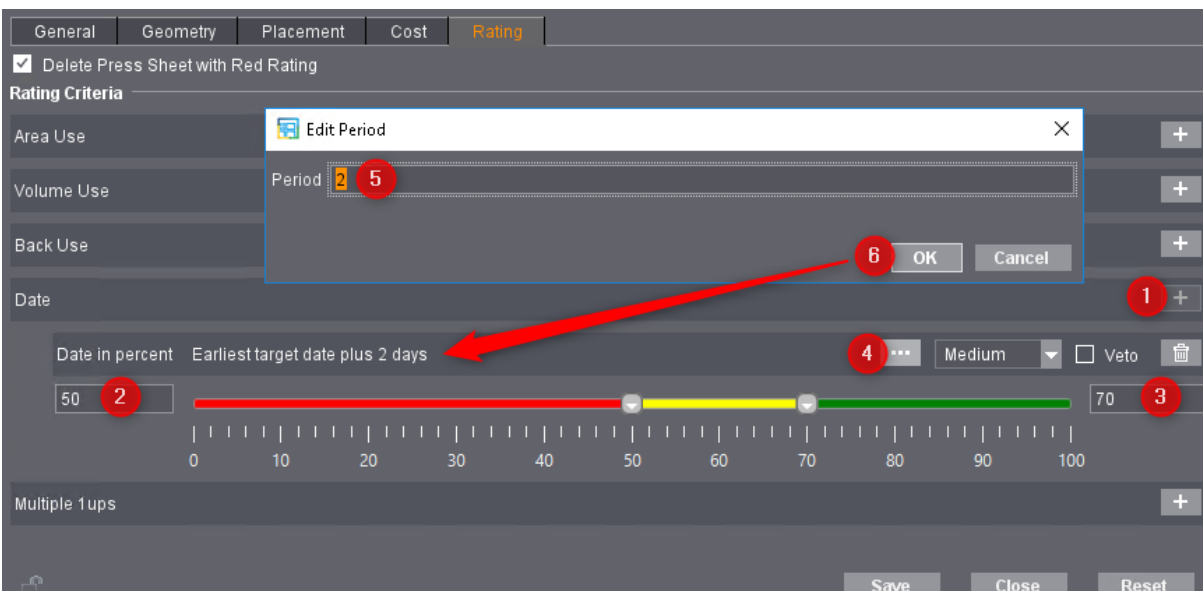 General Geometry Placement Cost Rating
Delete Press Sheet with Red Rating
Rating Criteria
Edit Period
Area Use +
Period 2 5
Volume Use +
Back Use +
6 OK Cancel
Date 1 +
Date in percent Earliest target date plus 2 days 4 ... Medium Veto
50 2 70 3
0 10 20 30 40 50 60 70 80 90 100
Multiple 1ups +
Save Close Reset